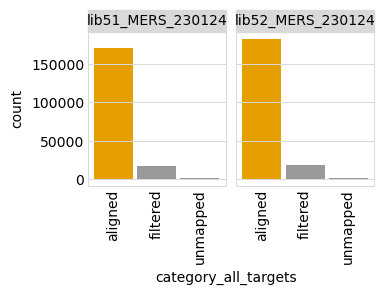 lib51_MERS_230124 lib52_MERS_230124
count
150000
100000
50000
0
aligned
filtered
unmapped
aligned
filtered
unmapped
category_all_targets